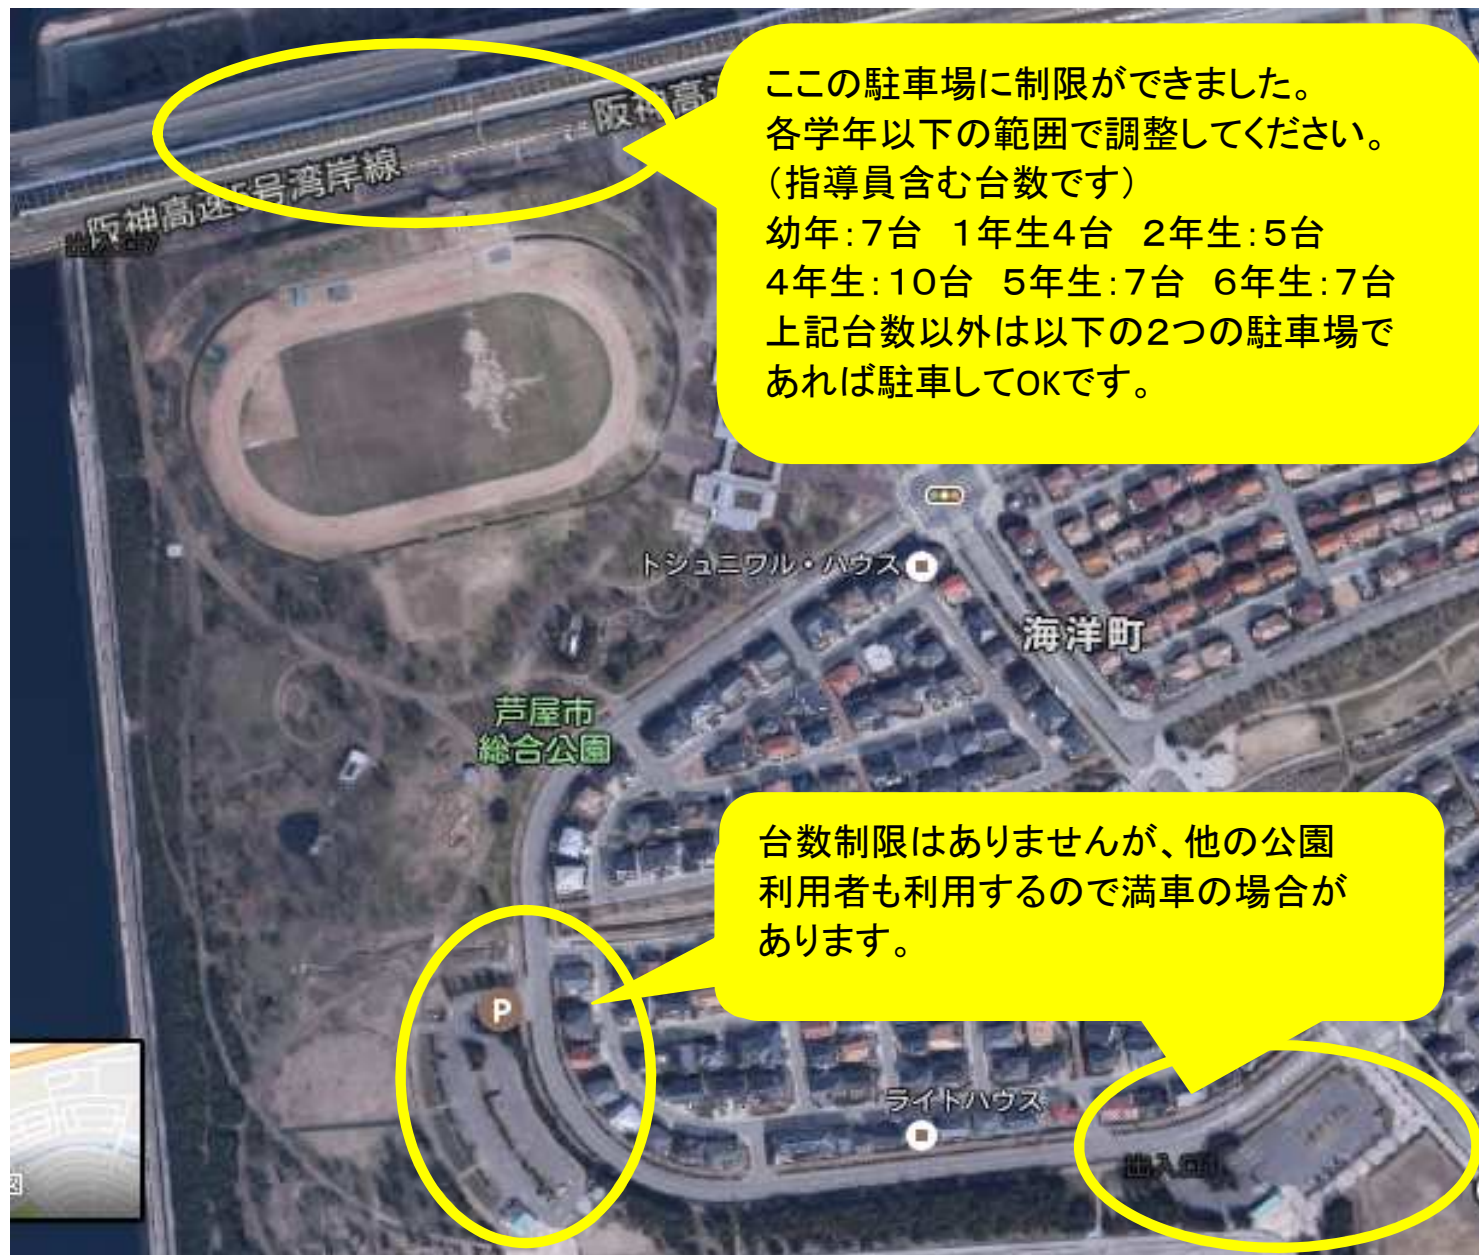 ここの駐車場に制限ができました。
各学年以下の範囲で調整してください。
(指導員含む台数です)
幼年:7台 1年生4台 2年生:5台
4年生:10台 5年生:7台 6年生:7台
上記台数以外は以下の2つの駐車場で
あれば駐車してOKです。
阪神高速
阪神高速5号湾岸線
トシュニワル・ハウス
海洋町
芦屋市
総合公園
台数制限はありませんが、他の公園
利用者も利用するので満車の場合が
あります。
P
ライトハウス
出入口